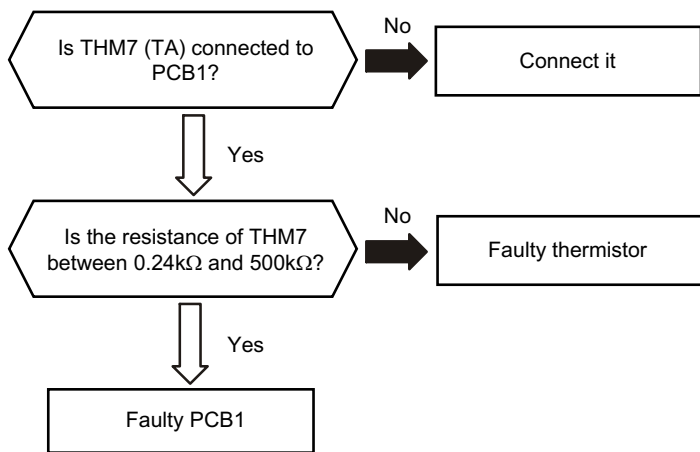 Is THM7 (TA) connected to
PCB1?
No
Connect it
Yes
Is the resistance of THM7
between 0.24kΩ and 500kΩ?
No
Faulty thermistor
Yes
Faulty PCB1